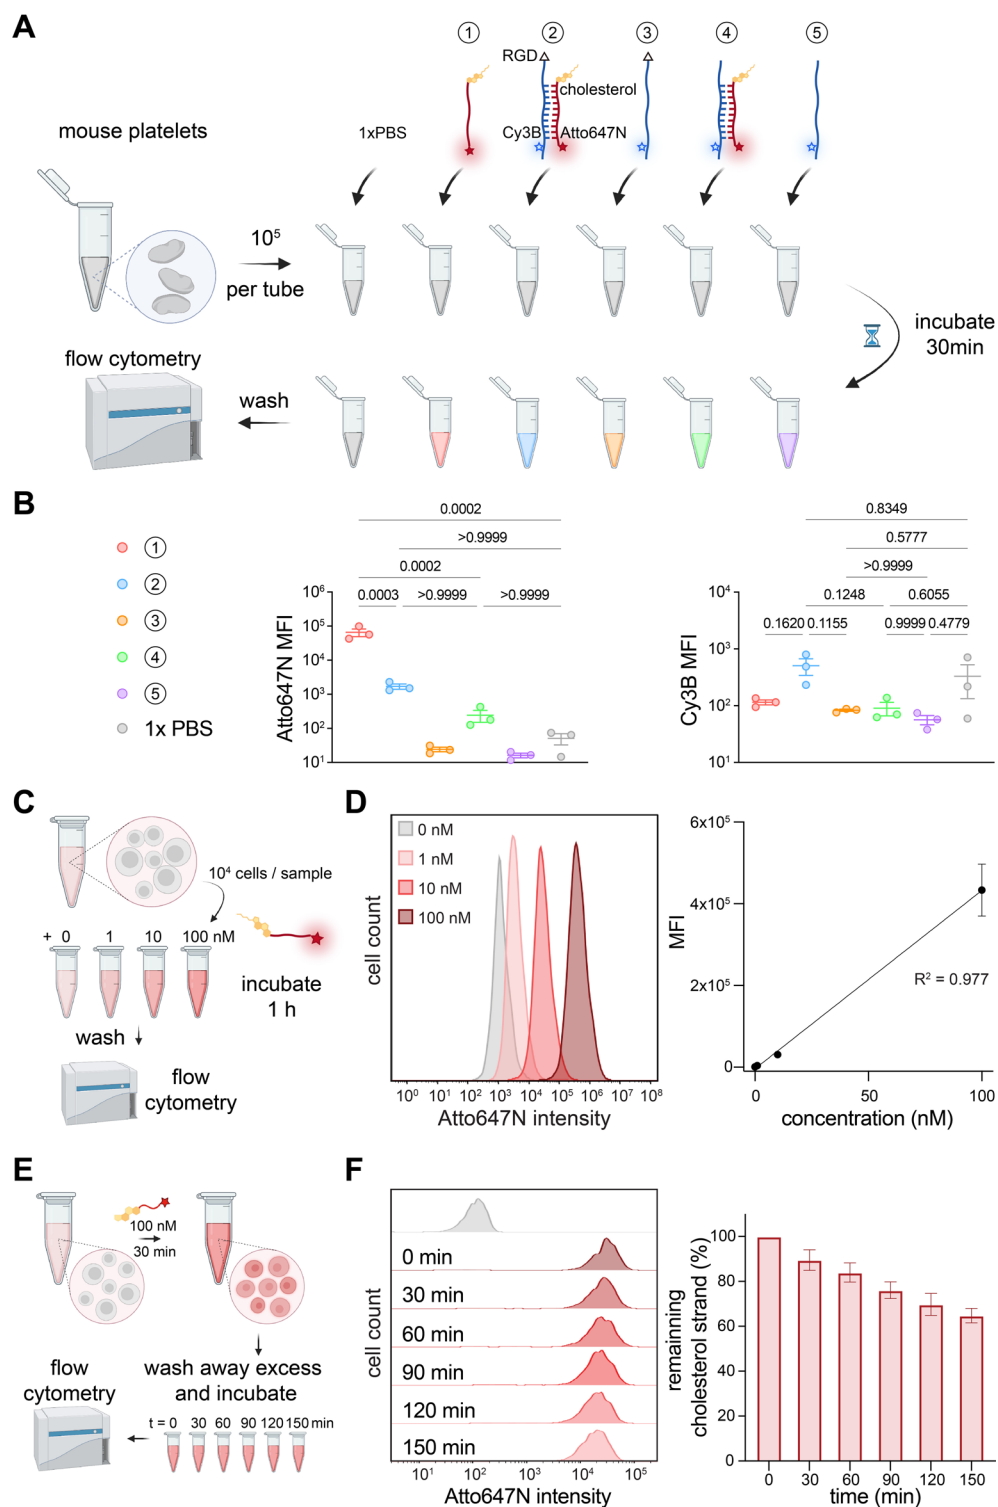 A
① ② ③ ④ ⑤
RGD
cholesterol
mouse platelets
1xPBS
Cy3B Atto647N
10⁵
per tube
incubate
30min
flow cytometry
wash
B
①
②
③
④
⑤
1x PBS
0.0002
>0.9999
0.0002
0.0003 >0.9999 >0.9999
10⁶
10⁵
10⁴
10³
10²
10¹
Atto647N MFI
0.8349
0.5777
>0.9999
0.1248 0.6055
0.1620 0.1155 0.9999 0.4779
10⁴
10³
10²
10¹
Cy3B MFI
C
10⁴ cells / sample
+ 0 1 10 100 nM
incubate
1 h
wash
flow
cytometry
D
0 nM
1 nM
10 nM
100 nM
cell count
10⁰ 10¹ 10² 10³ 10⁴ 10⁵ 10⁶ 10⁷ 10⁸
Atto647N intensity
6x10⁵
4x10⁵
2x10⁵
0
MFI
R² = 0.977
0 50 100
concentration (nM)
E
100 nM
30 min
wash away excess
and incubate
flow
cytometry
t = 0 30 60 90 120 150 min
F
0 min
30 min
60 min
90 min
120 min
150 min
cell count
10¹ 10² 10³ 10⁴ 10⁵
Atto647N intensity
100
80
60
40
20
0
remainning
cholesterol strand (%)
0 30 60 90 120 150
time (min)